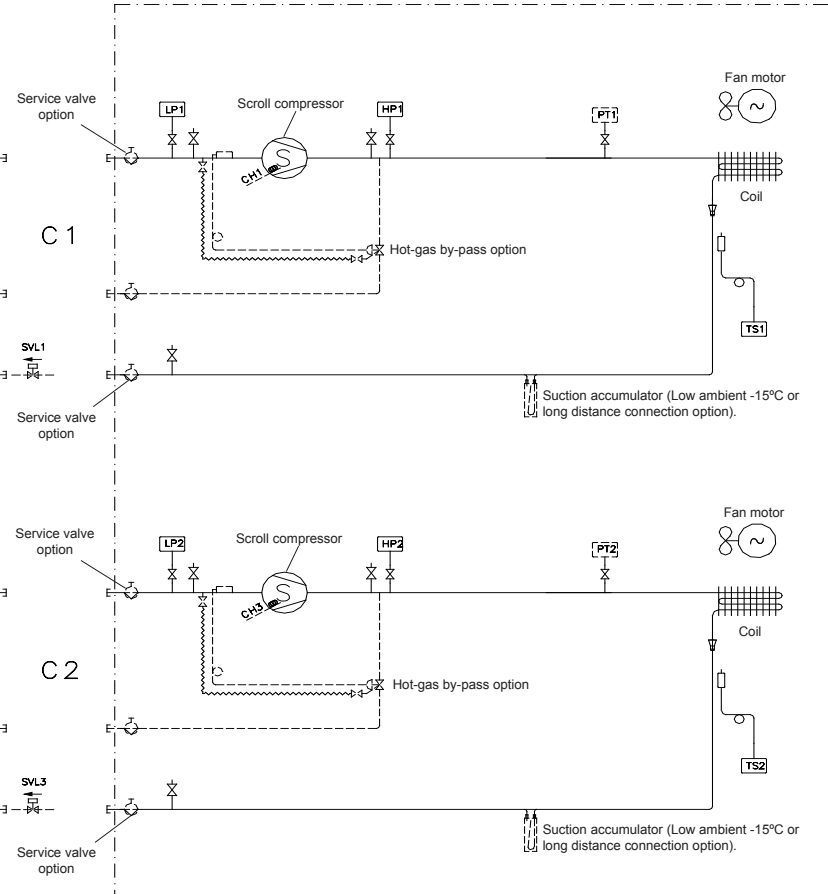 Fan motor
Service valve
option
LP1
Scroll compressor
HP1
PT1
~
S
CH1
Coil
C 1
Hot-gas by-pass option
TS1
SVL1
Suction accumulator (Low ambient -15ºC or
long distance connection option).
Service valve
option
Fan motor
Service valve
option
LP2
Scroll compressor
HP2
PT2
~
S
CH3
Coil
C 2
Hot-gas by-pass option
TS2
SVL3
Suction accumulator (Low ambient -15ºC or
long distance connection option).
Service valve
option